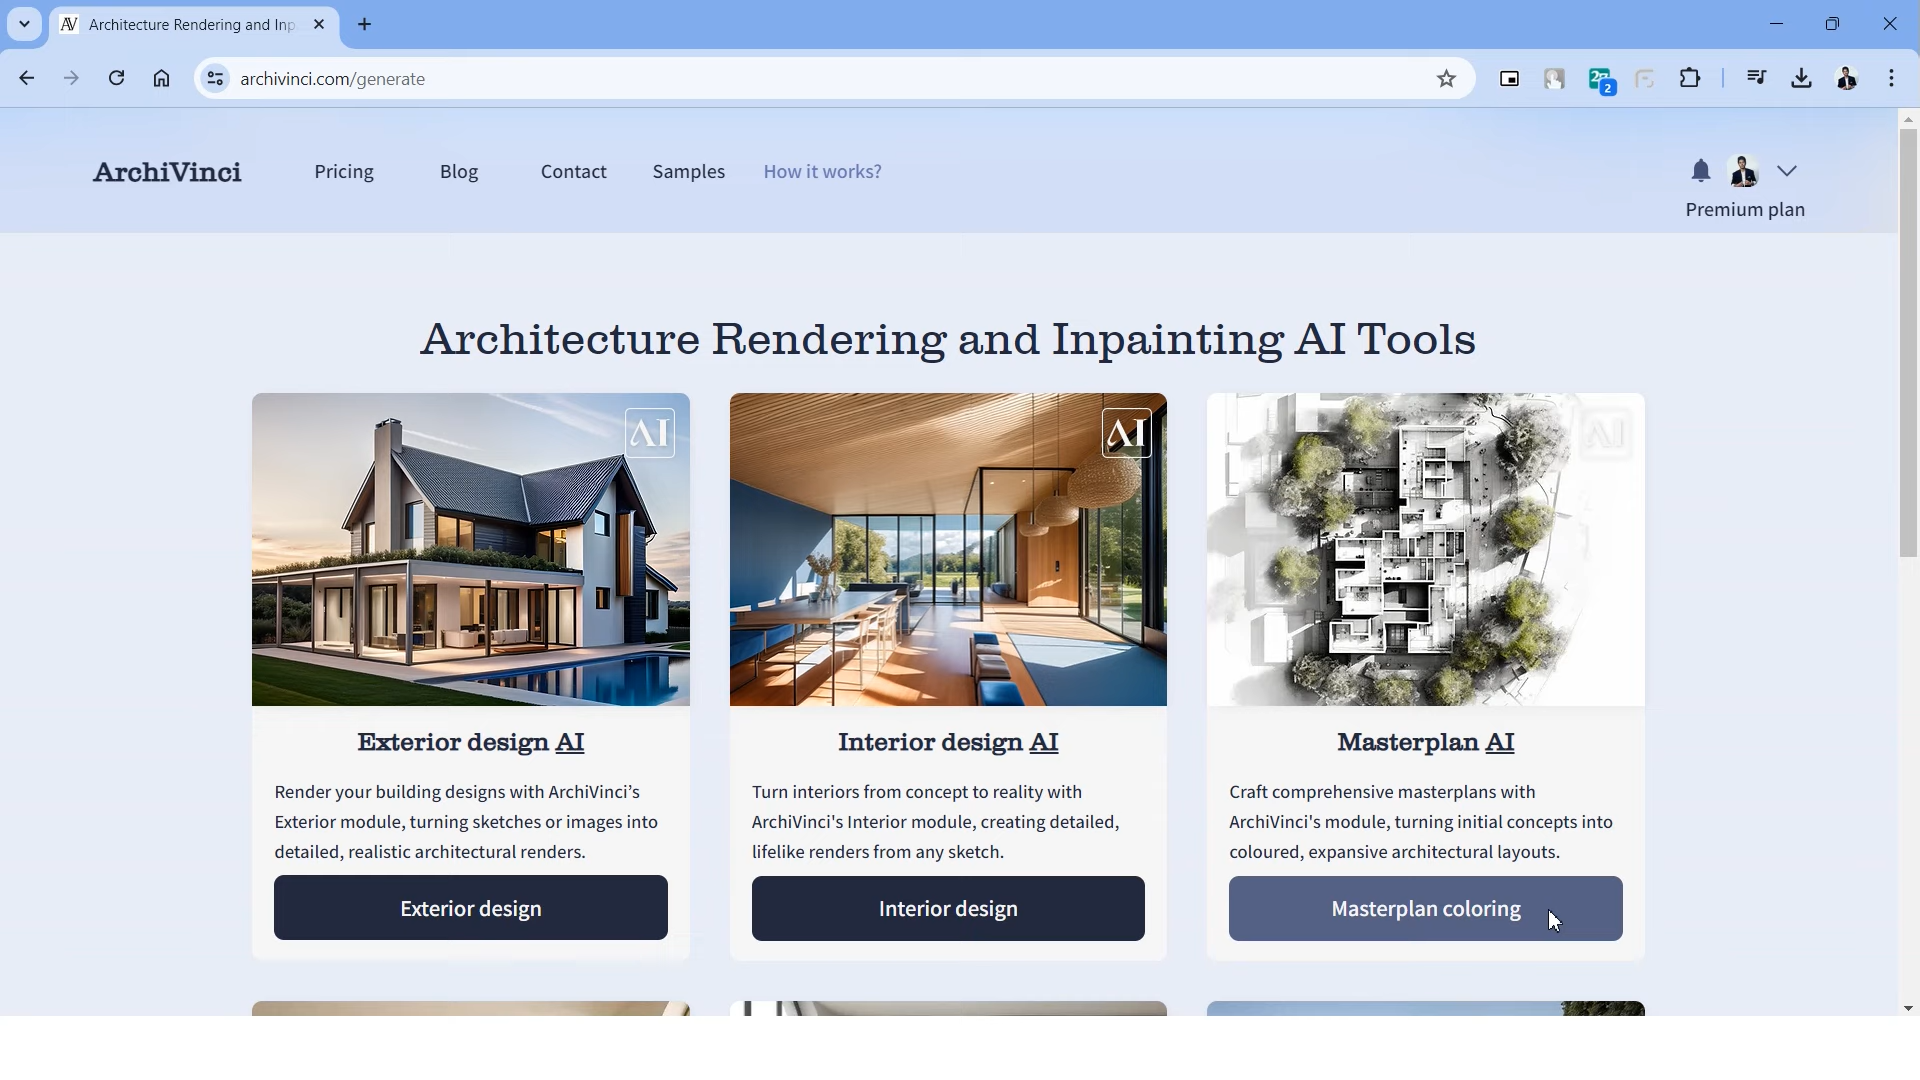 Architecture Rendering and Inp
archivinci.com/generate
2
ArchiVinci
Pricing
Blog
Contact
Samples
How it works?
Premium plan
Architecture Rendering and Inpainting AI Tools
AI
AI
AI
Exterior design AI
Render your building designs with ArchiVinci’s
Exterior module, turning sketches or images into
detailed, realistic architectural renders.
Exterior design
Interior design AI
Turn interiors from concept to reality with
ArchiVinci's Interior module, creating detailed,
lifelike renders from any sketch.
Interior design
Masterplan AI
Craft comprehensive masterplans with
ArchiVinci's module, turning initial concepts into
coloured, expansive architectural layouts.
Masterplan coloring